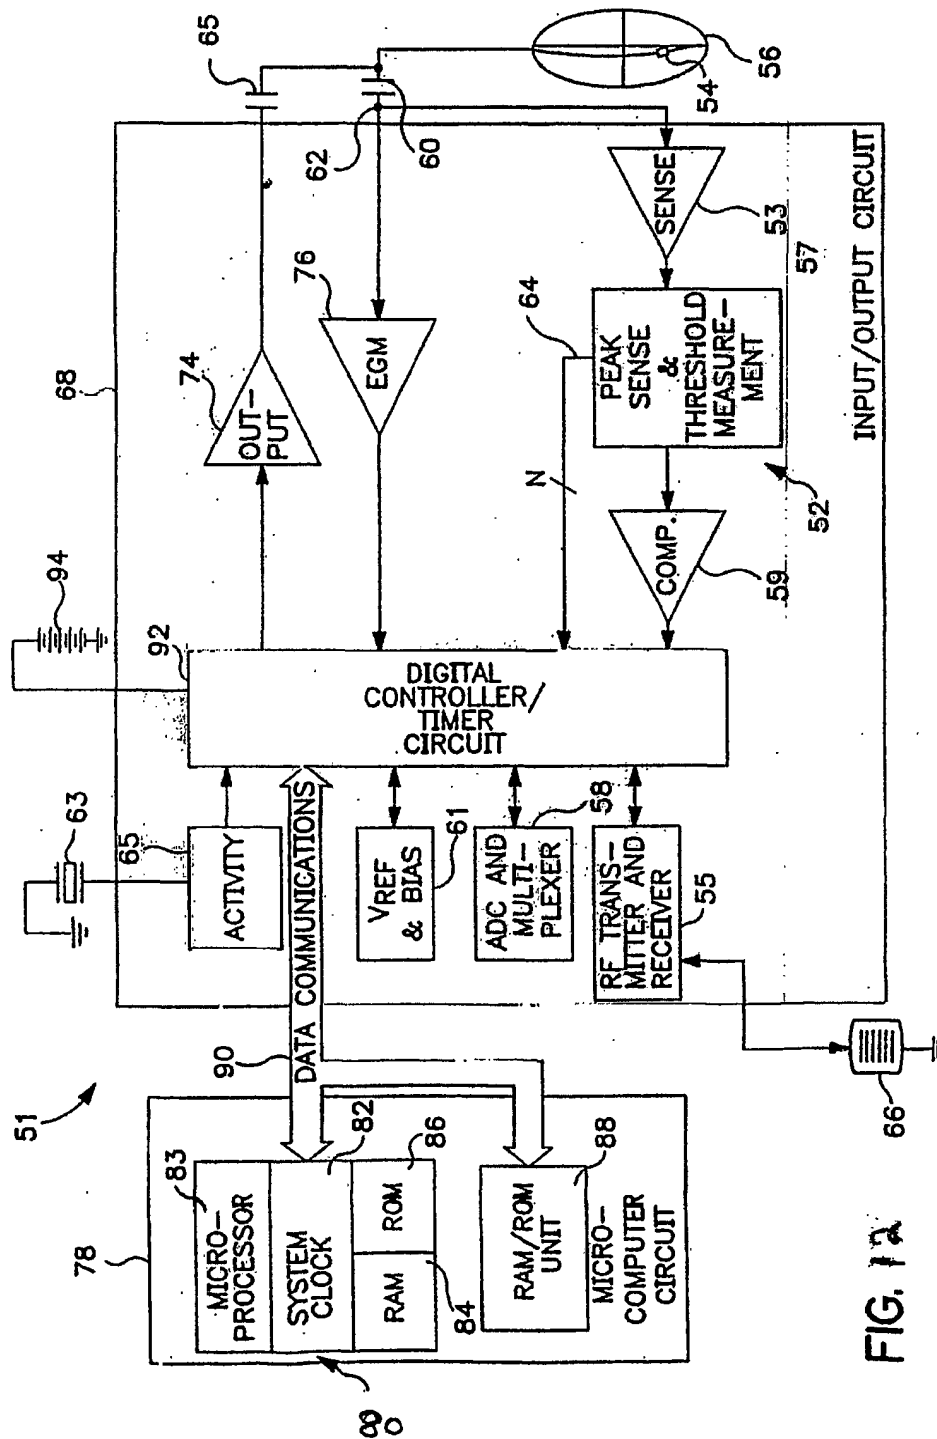 51
78
83
MICRO-
PROCESSOR
SYSTEM
CLOCK
82
RAM
ROM
86
84
80
RAM/ROM
UNIT
88
MICRO-
COMPUTER
CIRCUIT
90
DATA COMMUNICATIONS
63
65
ACTIVITY
VREF
& BIAS
61
ADC AND
MULTI-
PLEXER
58
RF TRANS-
MITTER AND
RECEIVER
55
66
94
92
DIGITAL
CONTROLLER/
TIMER
CIRCUIT
68
74
OUT-
PUT
76
EGM
64
N
PEAK
SENSE
&
THRESHOLD
MEASURE-
MENT
52
COMP.
59
SENSE
53
57
INPUT/OUTPUT CIRCUIT
65
62
60
54
56
FIG. 12